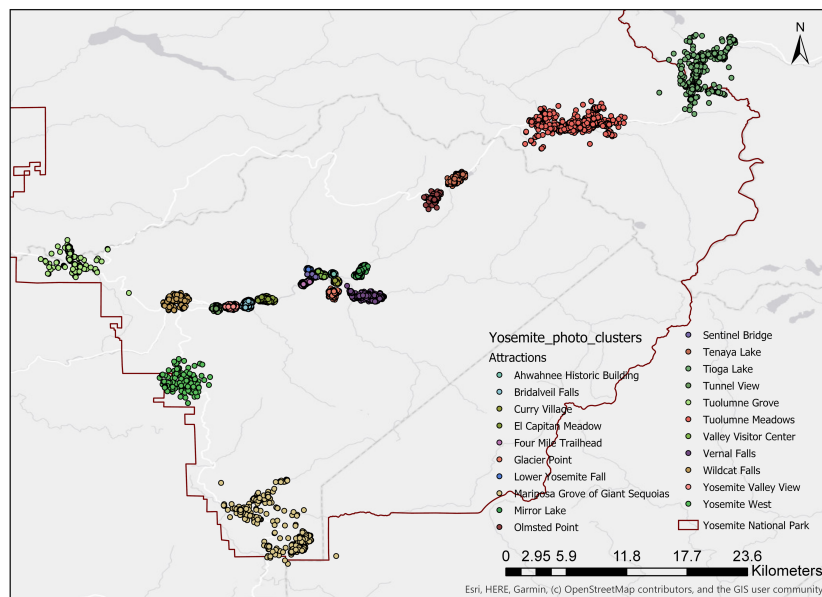 N
Yosemite_photo_clusters
Attractions
Ahwahnee Historic Building
Bridalveil Falls
Curry Village
El Capitan Meadow
Four Mile Trailhead
Glacier Point
Lower Yosemite Fall
Mariposa Grove of Giant Sequoias
Mirror Lake
Olmsted Point
Sentinel Bridge
Tenaya Lake
Tioga Lake
Tunnel View
Tuolumne Grove
Tuolumne Meadows
Valley Visitor Center
Vernal Falls
Wildcat Falls
Yosemite Valley View
Yosemite West
Yosemite National Park
0 2.95 5.9 11.8 17.7 23.6
Kilometers
Esri, HERE, Garmin, (c) OpenStreetMap contributors, and the GIS user community